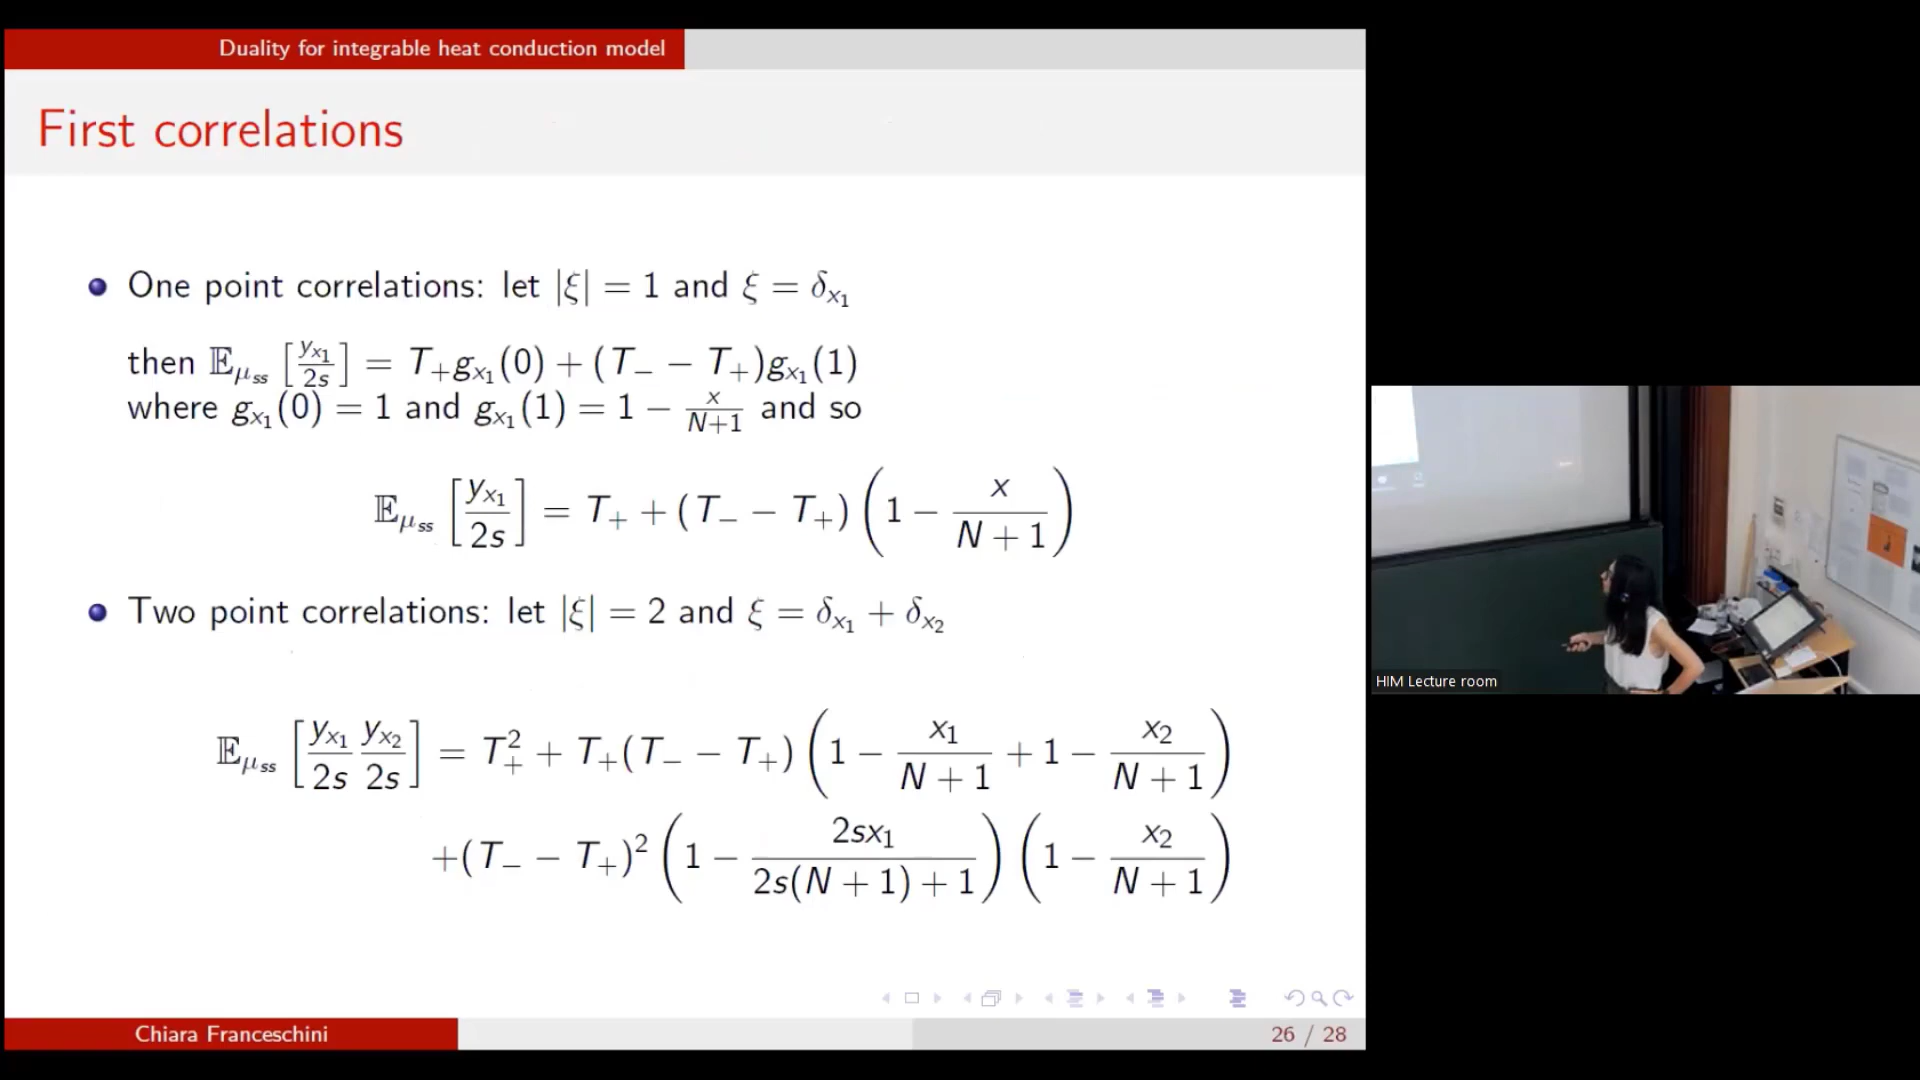 Duality for integrable heat conduction model
First correlations
One point correlations: let |ξ| = 1 and ξ = δ_{x_1}
then 𝔼_{μ_{ss}} [y_{x_1}/2s] = T_+ g_{x_1}(0) + (T_− − T_+)g_{x_1}(1)
where g_{x_1}(0) = 1 and g_{x_1}(1) = 1 − x/(N+1) and so
𝔼_{μ_{ss}} [y_{x_1}/2s] = T_+ + (T_− − T_+) (1 − x/(N + 1))
Two point correlations: let |ξ| = 2 and ξ = δ_{x_1} + δ_{x_2}
𝔼_{μ_{ss}} [y_{x_1}/2s y_{x_2}/2s] = T_+^2 + T_+(T_− − T_+) (1 − x_1/(N + 1) + 1 − x_2/(N + 1))
+(T_− − T_+)^2 (1 − 2sx_1/(2s(N + 1) + 1)) (1 − x_2/(N + 1))
Chiara Franceschini
26 / 28
HIM Lecture room